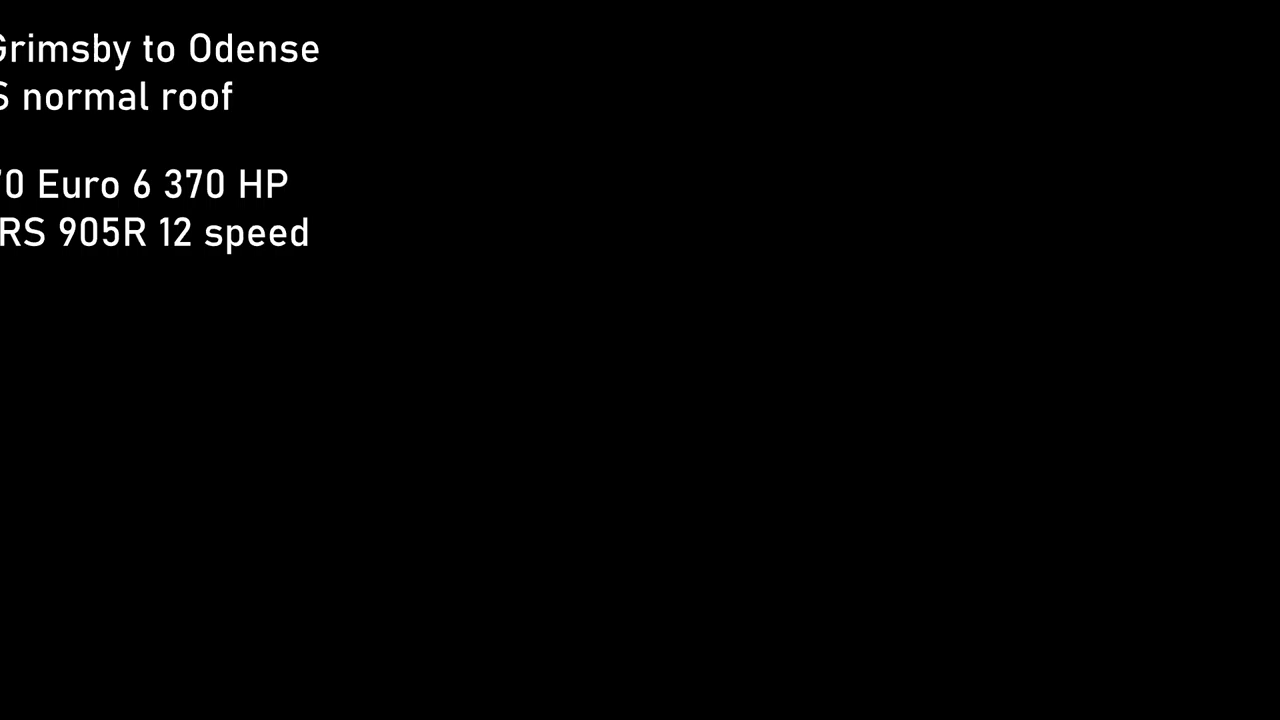 Grimsby to Odense
S normal roof
70 Euro 6 370 HP
RS 905R 12 speed